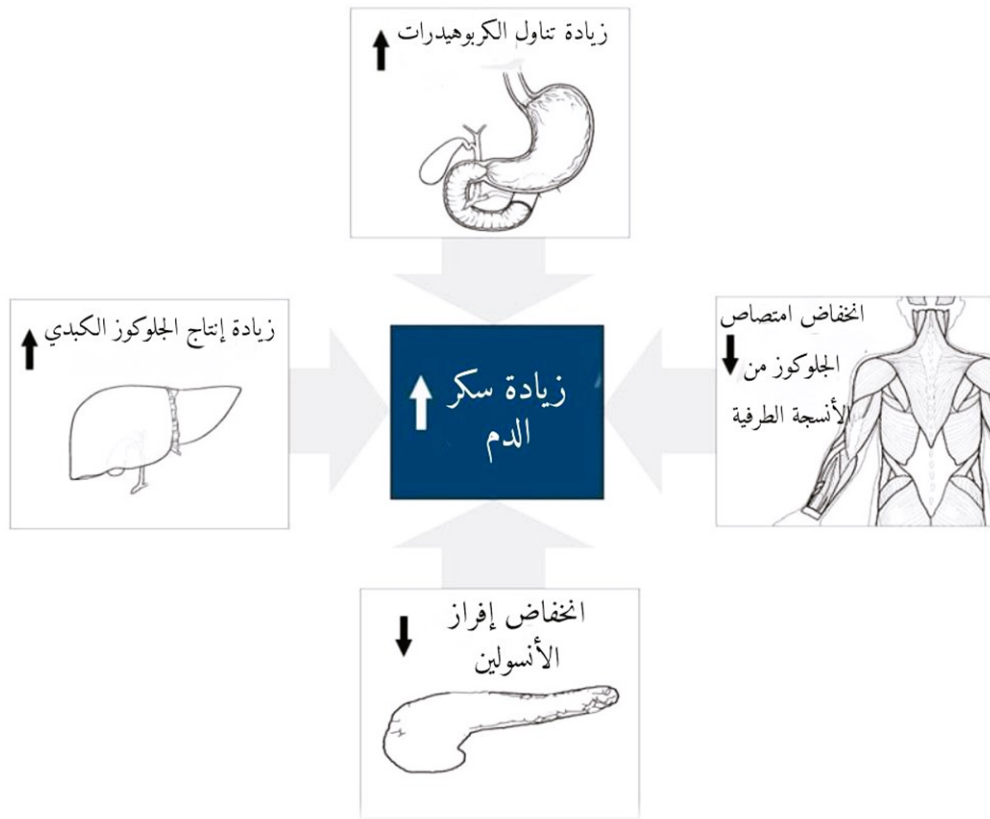 زيادة تناول الكربوهيدرات
زيادة إنتاج الجلوكوز الكبدي
زيادة سكر
الدم
انخفاض امتصاص
الجلوكوز من
الأنسجة الطرفية
انخفاض إفراز
الأنسولين